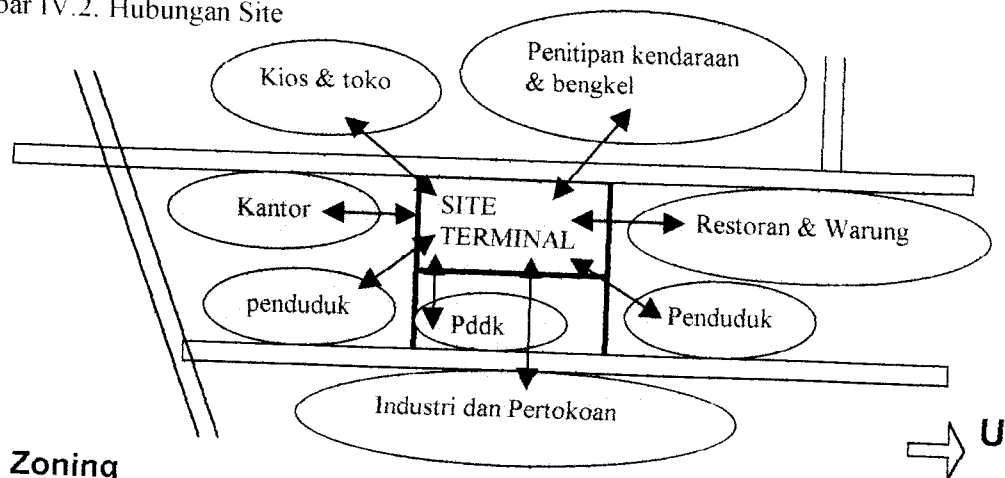 bar IV.2. Hubungan Site
Kios & toko
Penitipan kendaraan
& bengkel
Kantor
SITE
TERMINAL
Restoran & Warung
penduduk
Pddk
Penduduk
Industri dan Pertokoan
U
Zoning